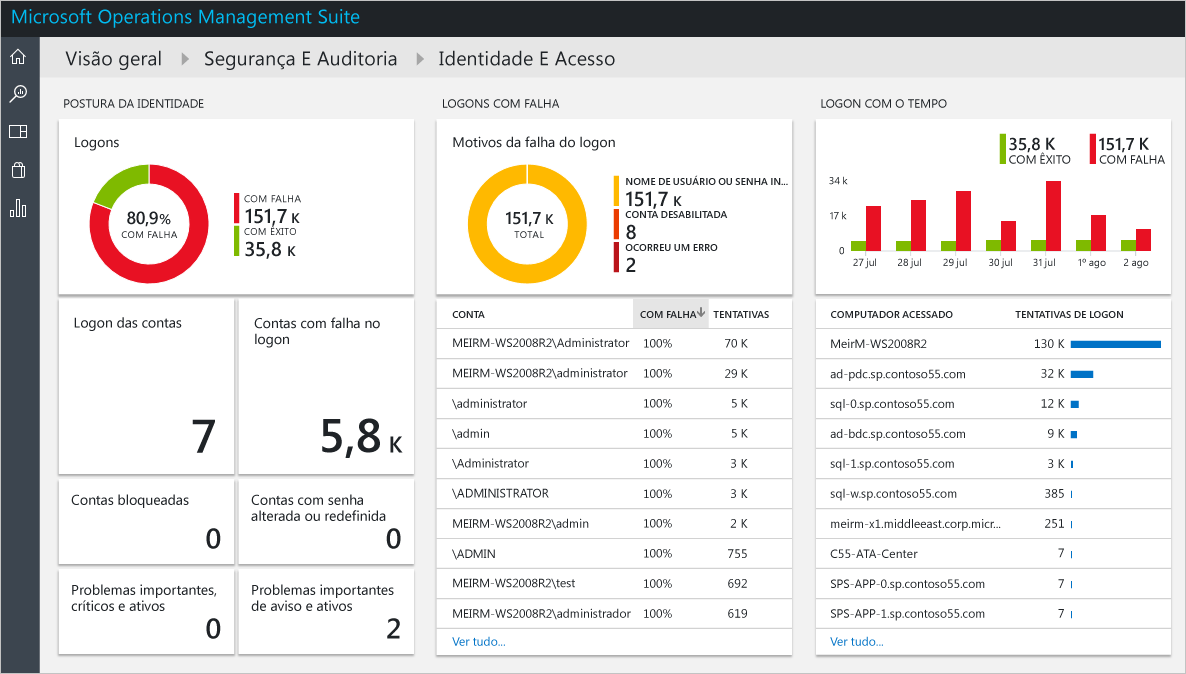 Microsoft Operations Management Suite
Visão geral Segurança E Auditoria Identidade E Acesso
POSTURA DA IDENTIDADE
Logons
80,9%
COM FALHA
COM FALHA
151,7 K
COM ÊXITO
35,8 K
Logon das contas
7
Contas com falha no
logon
5,8 K
Contas bloqueadas
0
Contas com senha
alterada ou redefinida
0
Problemas importantes,
críticos e ativos
0
Problemas importantes
de aviso e ativos
2
LOGONS COM FALHA
Motivos da falha do logon
151,7 K
TOTAL
NOME DE USUÁRIO OU SENHA IN...
151,7 K
CONTA DESABILITADA
8
OCORREU UM ERRO
2
CONTA COM FALHA TENTATIVAS
MEIRM-WS2008R2\Administrator 100% 70 K
MEIRM-WS2008R2\administrator 100% 29 K
\administrator 100% 5 K
\admin 100% 5 K
\Administrator 100% 3 K
\ADMINISTRATOR 100% 3 K
MEIRM-WS2008R2\admin 100% 2 K
\ADMIN 100% 755
MEIRM-WS2008R2\test 100% 692
MEIRM-WS2008R2\administrador 100% 619
Ver tudo...
LOGON COM O TEMPO
35,8 K
COM ÊXITO
151,7 K
COM FALHA
34 k
17 k
0
27 jul 28 jul 29 jul 30 jul 31 jul 1º ago 2 ago
COMPUTADOR ACESSADO TENTATIVAS DE LOGON
MeirM-WS2008R2 130 K
ad-pdc.sp.contoso55.com 32 K
sql-0.sp.contoso55.com 12 K
ad-bdc.sp.contoso55.com 9 K
sql-1.sp.contoso55.com 3 K
sql-w.sp.contoso55.com 385
meirm-x1.middleeast.corp.micr... 251
C55-ATA-Center 7
SPS-APP-0.sp.contoso55.com 7
SPS-APP-1.sp.contoso55.com 7
Ver tudo...